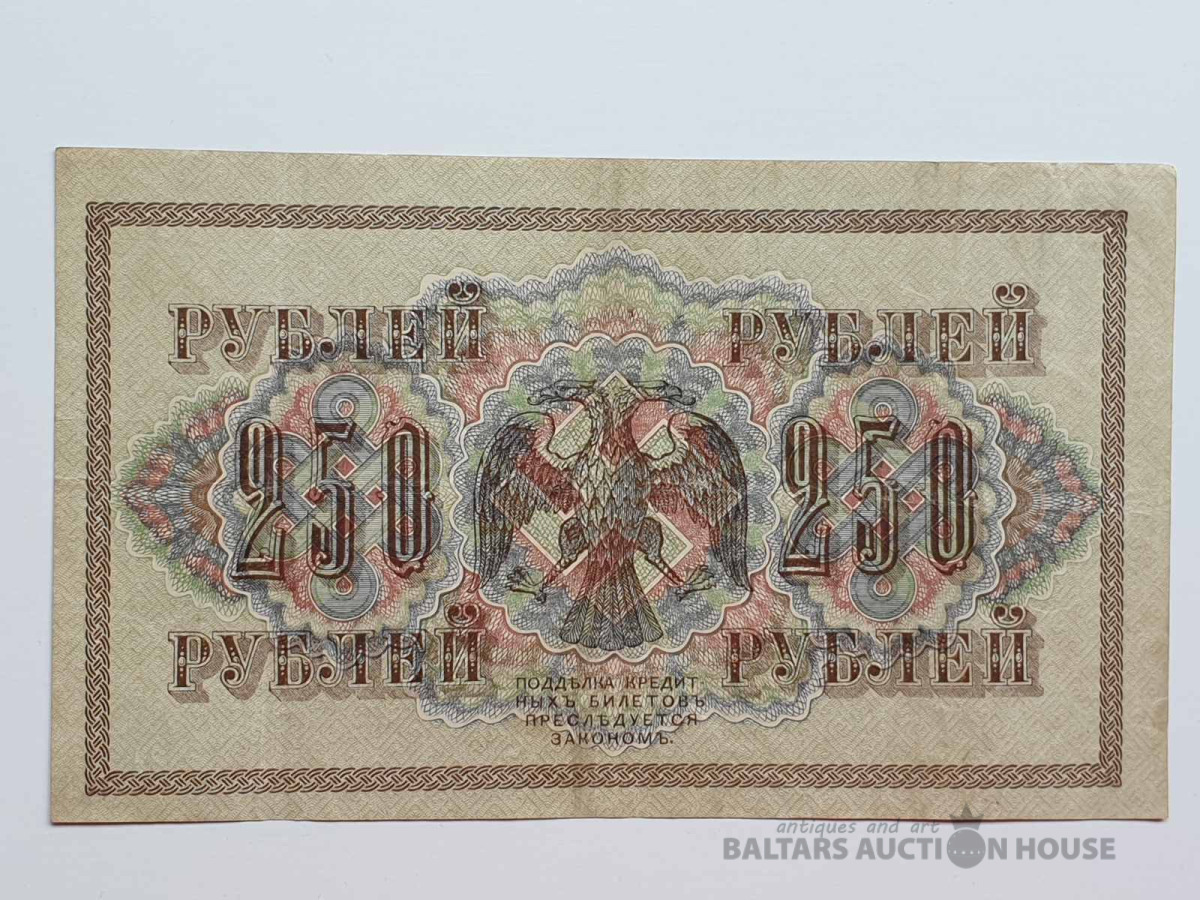 РУБЛЕЙ РУБЛЕЙ
250 250
РУБЛЕЙ РУБЛЕЙ
ПОДДѢЛКА КРЕДИТ
НЫХЪ БИЛЕТОВЪ
ПРЕСЛѢДУЕТСЯ
ЗАКОНОМЪ.
antiques and art
BALTARS AUCTION HOUSE